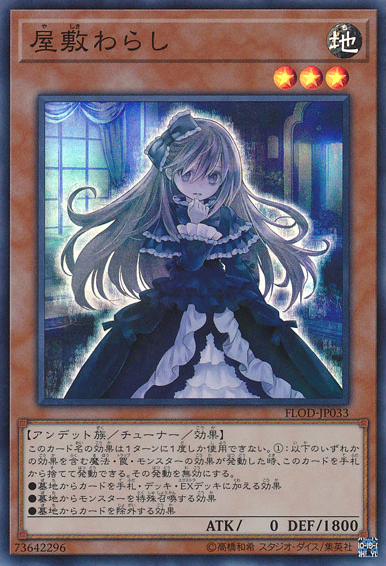 屋敷わらし
地
FLOD-JP033
【アンデット族／チューナー／効果】
このカード名の効果は1ターンに1度しか使用できない。①：以下のいずれか
の効果を含む魔法・罠・モンスターの効果が発動した時、このカードを手札
から捨てて発動できる。その発動を無効にする。
●墓地からカードを手札・デッキ・EXデッキに加える効果
●墓地からモンスターを特殊召喚する効果
●墓地からカードを除外する効果
ATK/ 0 DEF/1800
73642296
©高橋和希 スタジオ・ダイス/集英社